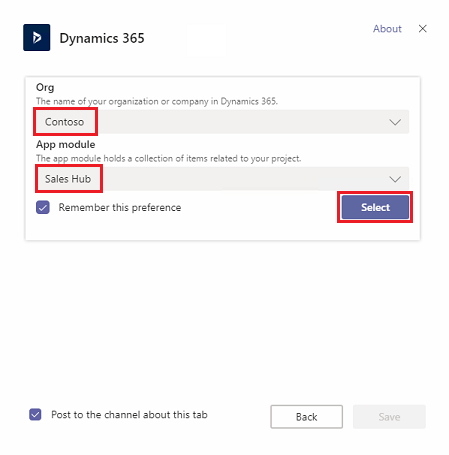 Dynamics 365
About
Org
The name of your organization or company in Dynamics 365.
Contoso
App module
The app module holds a collection of items related to your project.
Sales Hub
Remember this preference
Select
Post to the channel about this tab
Back
Save